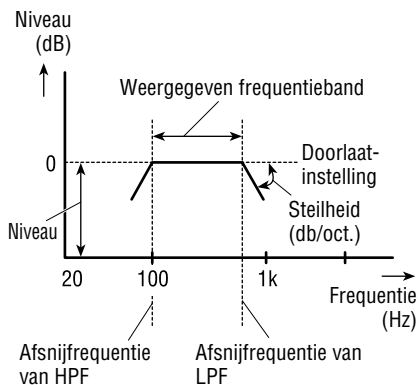 Niveau
(dB)
Weergegeven frequentieband
0
Doorlaat-
instelling
Steilheid
(db/oct.)
Niveau
20
100
1k
Frequentie
(Hz)
Afsnijfrequentie
van HPF
Afsnijfrequentie van
LPF